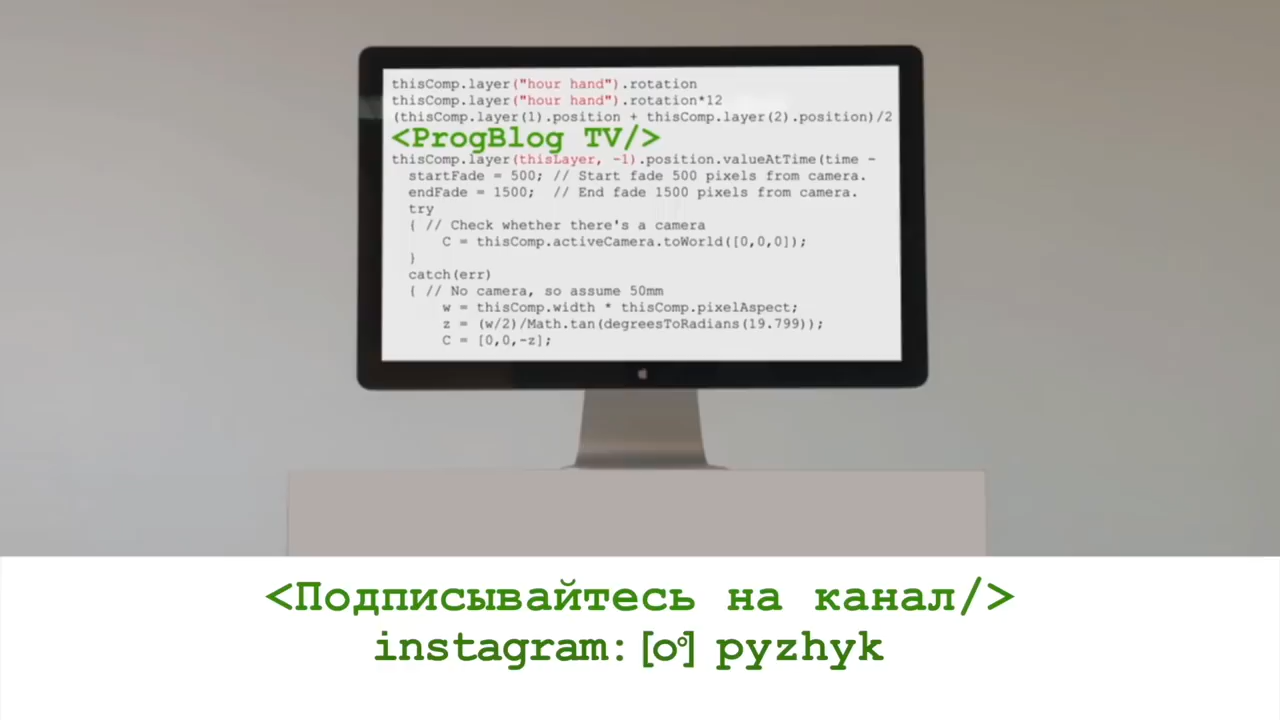 thisComp.layer("hour hand").rotation
thisComp.layer("hour hand").rotation*12
(thisComp.layer(1).position + thisComp.layer(2).position)/2
<ProgBlog TV/>
thisComp.layer(thisLayer, -1).position.valueAtTime(time -
startFade = 500; // Start fade 500 pixels from camera.
endFade = 1500;  // End fade 1500 pixels from camera.
try
{ // Check whether there's a camera
C = thisComp.activeCamera.toWorld([0,0,0]);
}
catch(err)
{ // No camera, so assume 50mm
w = thisComp.width * thisComp.pixelAspect;
z = (w/2)/Math.tan(degreesToRadians(19.799));
C = [0,0,-z];
<Подписывайтесь на канал/>
instagram:[o°] pyzhyk